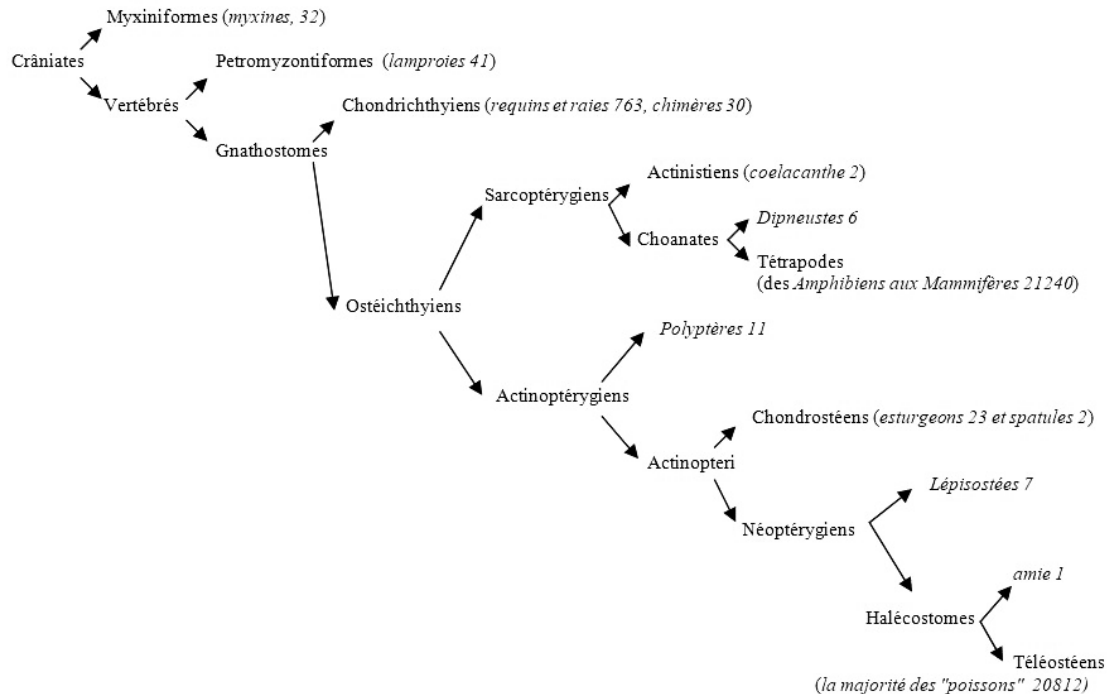 Myxiniformes (myxines, 32)
Crâniates
Petromyzontiformes (lamproies 41)
Vertébrés
Chondrichthyiens (requins et raies 763, chimères 30)
Gnathostomes
Actinistiens (coelacanthe 2)
Sarcoptérygiens
Dipneustes 6
Choanates
Tétrapodes
(des Amphibiens aux Mammifères 21240)
Ostéichthyiens
Polyptères 11
Actinoptérygiens
Chondrostéens (esturgeons 23 et spatules 2)
Actinopteri
Lépisostées 7
Néoptérygiens
amie 1
Halécostomes
Téléostéens
(la majorité des "poissons" 20812)